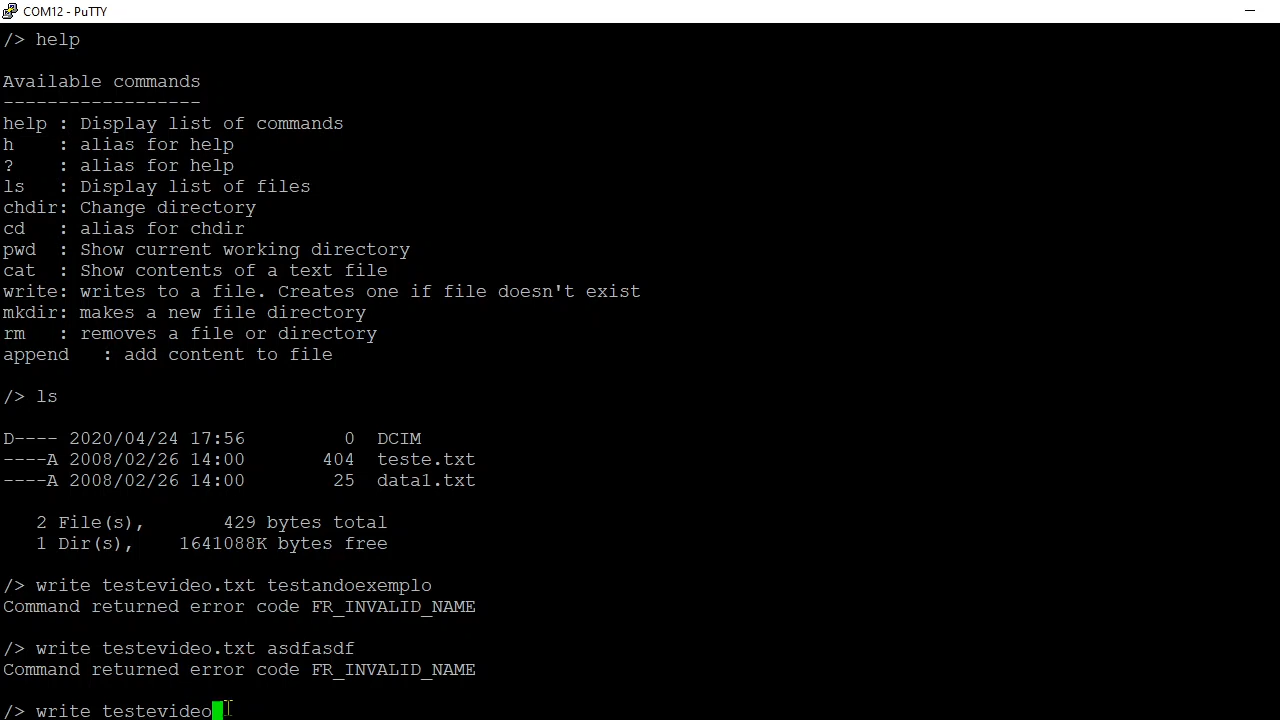 COM12 - PuTTY
/> help
Available commands
------------------
help : Display list of commands
h    : alias for help
?    : alias for help
ls   : Display list of files
chdir: Change directory
cd   : alias for chdir
pwd  : Show current working directory
cat  : Show contents of a text file
write: writes to a file. Creates one if file doesn't exist
mkdir: makes a new file directory
rm   : removes a file or directory
append   : add content to file
/> ls
D---- 2020/04/24 17:56         0  DCIM
----A 2008/02/26 14:00       404  teste.txt
----A 2008/02/26 14:00        25  data1.txt
   2 File(s),       429 bytes total
   1 Dir(s),    1641088K bytes free
/> write testevideo.txt testandoexemplo
Command returned error code FR_INVALID_NAME
/> write testevideo.txt asdfasdf
Command returned error code FR_INVALID_NAME
/> write testevideo